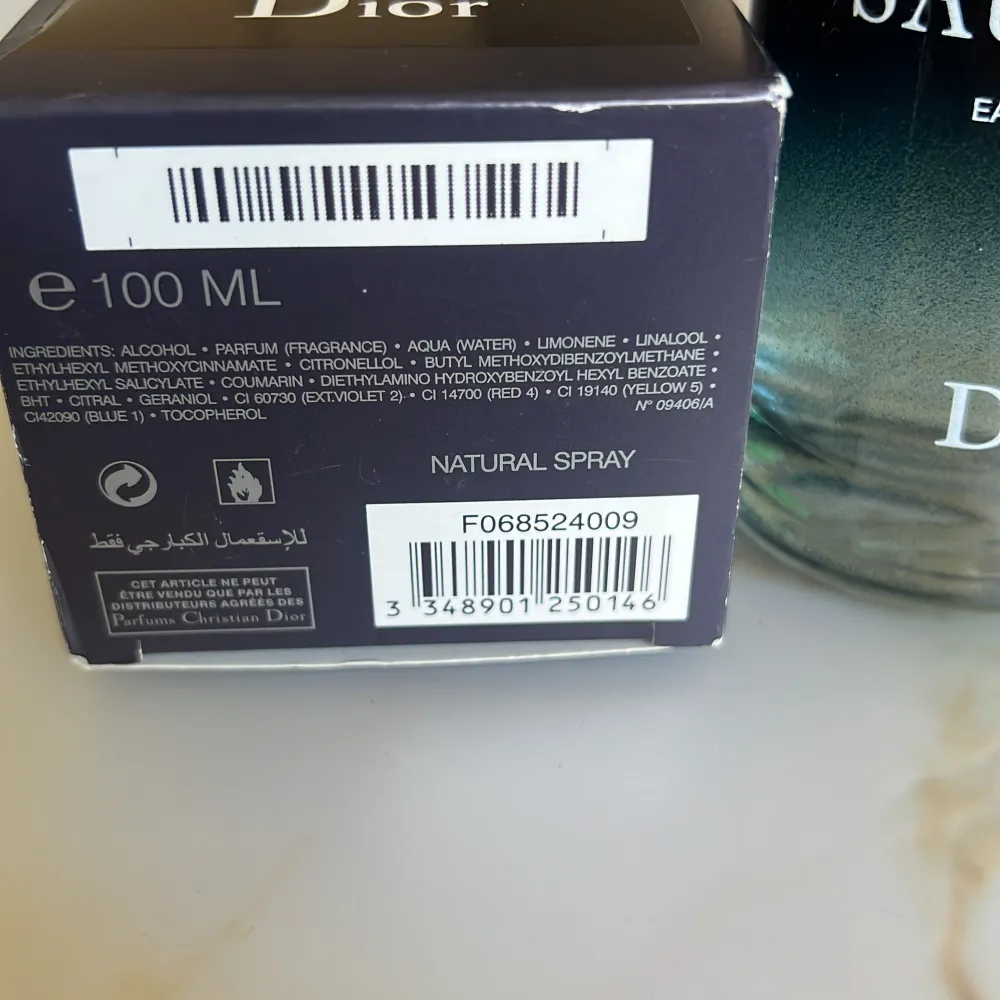 Dior
SAU
EA
D
e 100 ML
INGREDIENTS: ALCOHOL • PARFUM (FRAGRANCE) • AQUA (WATER) • LIMONENE • LINALOOL •
ETHYLHEXYL METHOXYCINNAMATE • CITRONELLOL • BUTYL METHOXYDIBENZOYLMETHANE •
ETHYLHEXYL SALICYLATE • COUMARIN • DIETHYLAMINO HYDROXYBENZOYL HEXYL BENZOATE •
BHT • CITRAL • GERANIOL • CI 60730 (EXT.VIOLET 2) • CI 14700 (RED 4) • CI 19140 (YELLOW 5) •
CI42090 (BLUE 1) • TOCOPHEROL
N° 09406/A
NATURAL SPRAY
للإسقعمال الكبارجي فقط
CET ARTICLE NE PEUT
ÊTRE VENDU QUE PAR LES
DISTRIBUTEURS AGRÉÉS DES
Parfums Christian Dior
F068524009
3 348901 250146